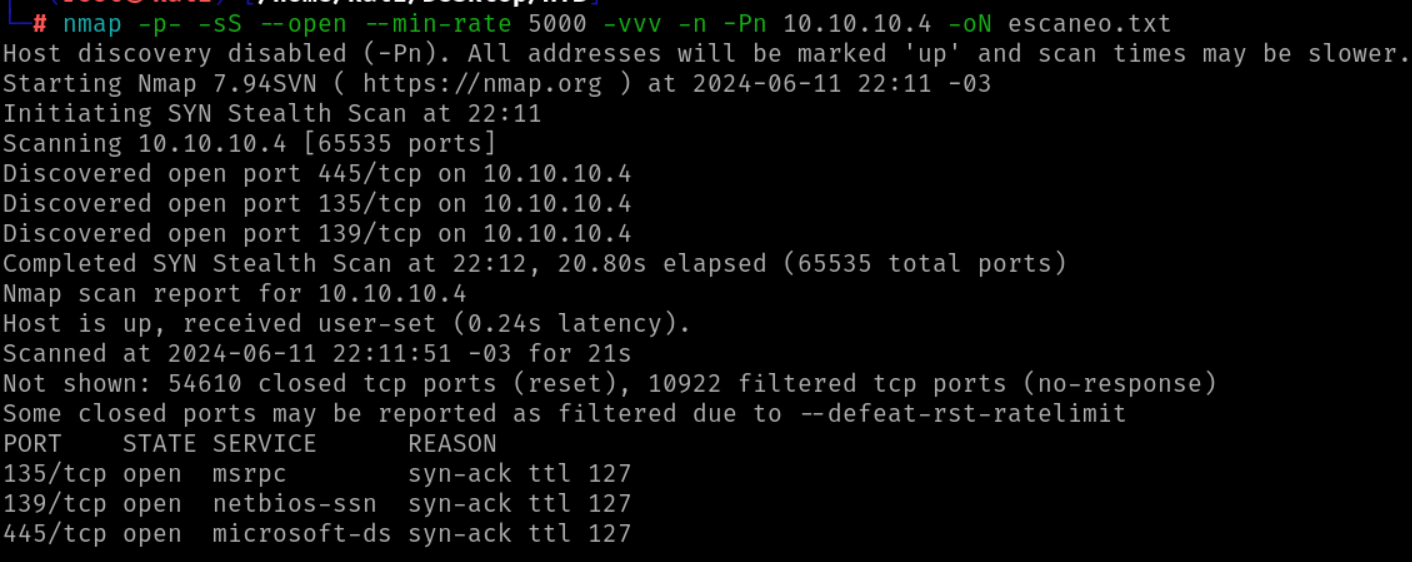 # nmap -p- -sS --open --min-rate 5000 -vvv -n -Pn 10.10.10.4 -oN escaneo.txt
Host discovery disabled (-Pn). All addresses will be marked 'up' and scan times may be slower.
Starting Nmap 7.94SVN ( https://nmap.org ) at 2024-06-11 22:11 -03
Initiating SYN Stealth Scan at 22:11
Scanning 10.10.10.4 [65535 ports]
Discovered open port 445/tcp on 10.10.10.4
Discovered open port 135/tcp on 10.10.10.4
Discovered open port 139/tcp on 10.10.10.4
Completed SYN Stealth Scan at 22:12, 20.80s elapsed (65535 total ports)
Nmap scan report for 10.10.10.4
Host is up, received user-set (0.24s latency).
Scanned at 2024-06-11 22:11:51 -03 for 21s
Not shown: 54610 closed tcp ports (reset), 10922 filtered tcp ports (no-response)
Some closed ports may be reported as filtered due to --defeat-rst-ratelimit
PORT    STATE SERVICE      REASON
135/tcp open  msrpc        syn-ack ttl 127
139/tcp open  netbios-ssn  syn-ack ttl 127
445/tcp open  microsoft-ds syn-ack ttl 127